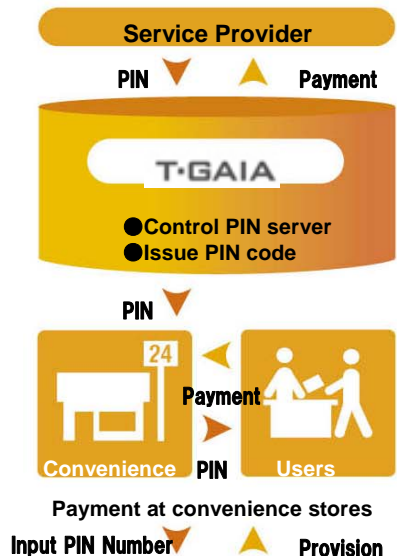 Service Provider
PIN Payment
T·GAIA
●Control PIN server
●Issue PIN code
PIN
24
Payment
Convenience PIN Users
Payment at convenience stores
Input PIN Number Provision